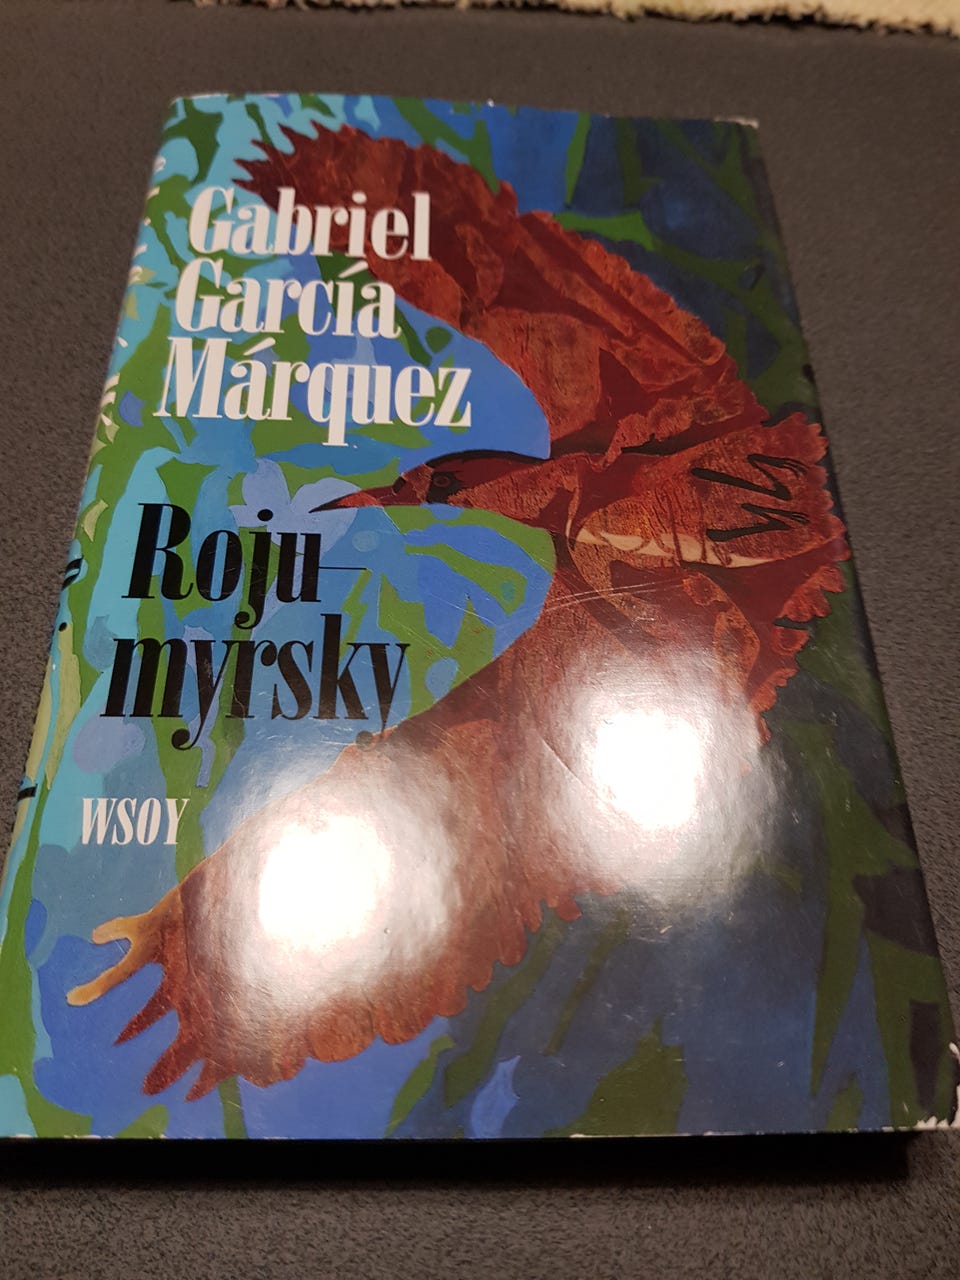 Gabriel
García
Márquez
Roju-
myrsky
WSOY